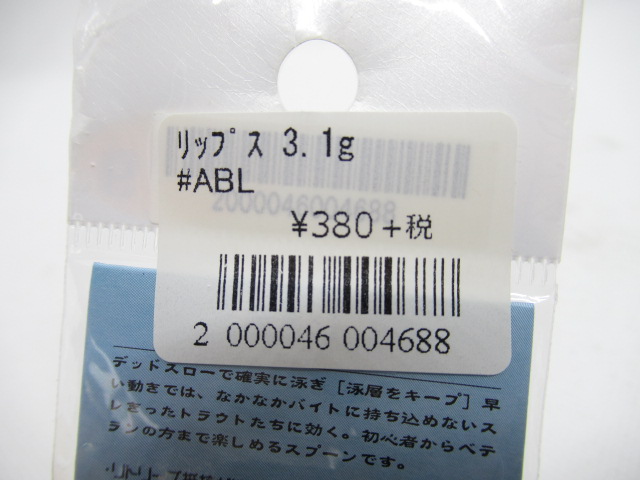 ﾘｯﾌﾟｽ 3.1g
#ABL
¥380+税
2 000046 004688
2000046004688
デッドスローで確実に泳ぎ［泳層をキープ］早
い動きでは、なかなかバイトに持ち込めないス
レきったトラウトたちに効く。初心者からベテ
ランの方まで楽しめるスプーンです。